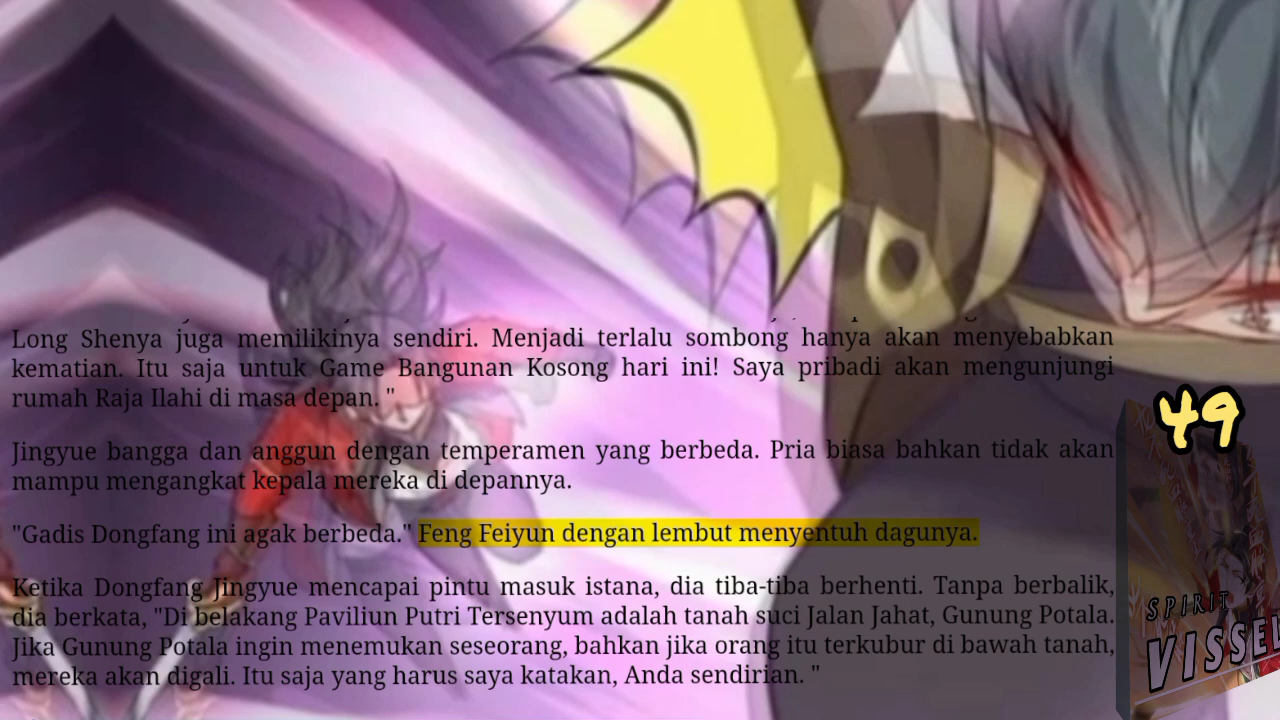 Long Shenya juga memilikinya sendiri. Menjadi terlalu sombong hanya akan menyebabkan
kematian. Itu saja untuk Game Bangunan Kosong hari ini! Saya pribadi akan mengunjungi
rumah Raja Ilahi di masa depan. "
Jingyue bangga dan anggun dengan temperamen yang berbeda. Pria biasa bahkan tidak akan
mampu mengangkat kepala mereka di depannya.
"Gadis Dongfang ini agak berbeda." Feng Feiyun dengan lembut menyentuh dagunya.
Ketika Dongfang Jingyue mencapai pintu masuk istana, dia tiba-tiba berhenti. Tanpa berbalik,
dia berkata, "Di belakang Paviliun Putri Tersenyum adalah tanah suci Jalan Jahat, Gunung Potala.
Jika Gunung Potala ingin menemukan seseorang, bahkan jika orang itu terkubur di bawah tanah,
mereka akan digali. Itu saja yang harus saya katakan, Anda sendirian. "
49
SPIRIT
VISSEL